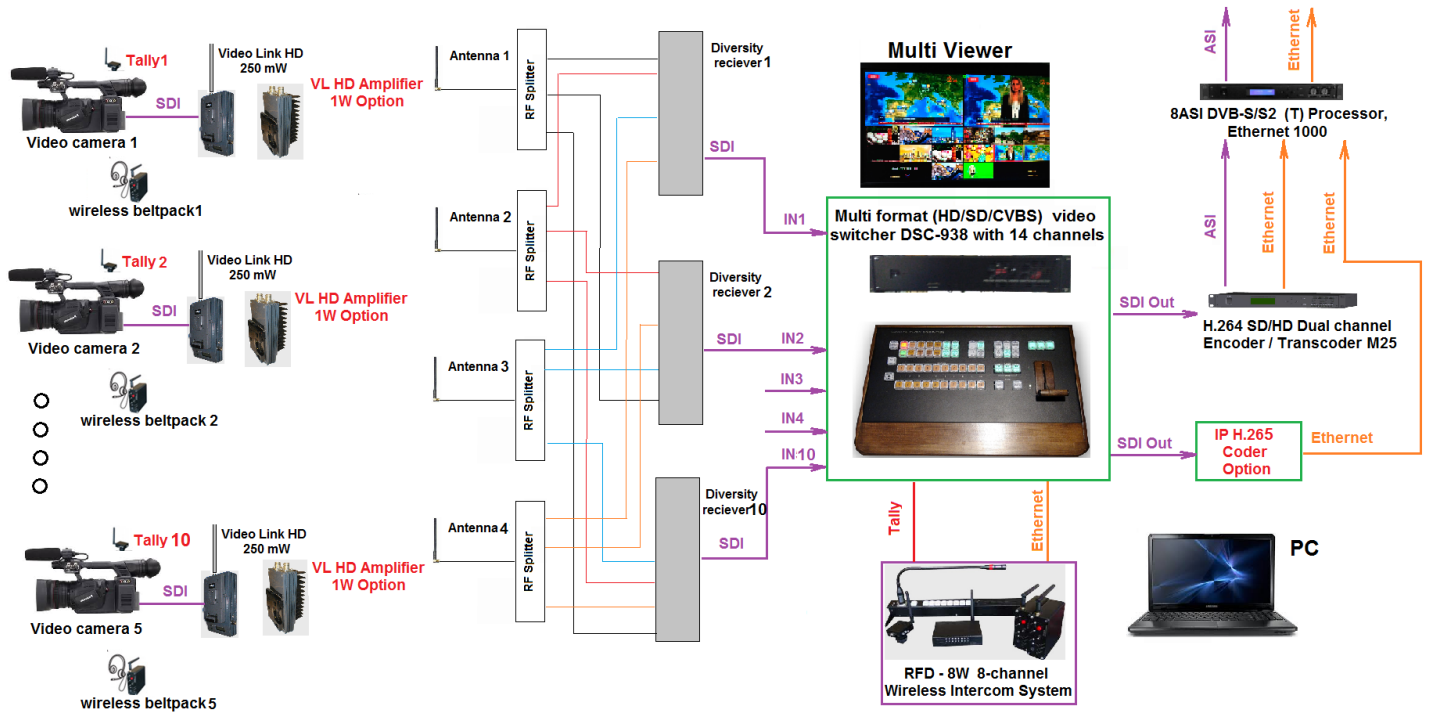 Tally1
Video Link HD
250 mW
VL HD Amplifier
1W Option
SDI
Video camera 1
wireless beltpack1
Tally 2
Video Link HD
250 mW
VL HD Amplifier
1W Option
SDI
Video camera 2
wireless beltpack 2
Tally 10
Video Link HD
250 mW
VL HD Amplifier
1W Option
SDI
Video camera 5
wireless beltpack5
Antenna 1
RF Splitter
Antenna 2
RF Splitter
Antenna 3
RF Splitter
Antenna 4
RF Splitter
Diversity
reciever1
SDI
Diversity
reciever 2
SDI
Diversity
reciever10
SDI
IN1
IN2
IN3
IN4
IN:10
Multi Viewer
Multi format (HD/SD/CVBS) video
switcher DSC-938 with 14 channels
SDI Out
SDI Out
Tally
Ethernet
RFD - 8W 8-channel
Wireless Intercom System
ASI
Ethernet
8ASI DVB-S/S2 (T) Processor,
Ethernet 1000
ASI
Ethernet
Ethernet
H.264 SD/HD Dual channel
Encoder / Transcoder M25
IP H.265
Coder
Option
Ethernet
PC